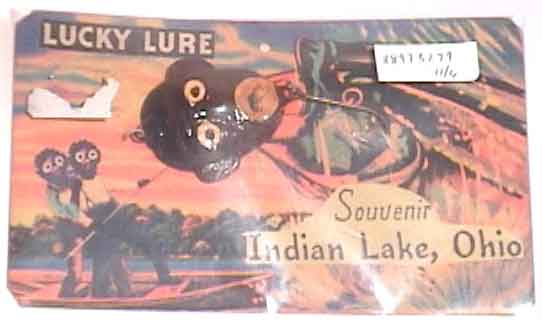 LUCKY LURE
Souvenir
Indian Lake, Ohio